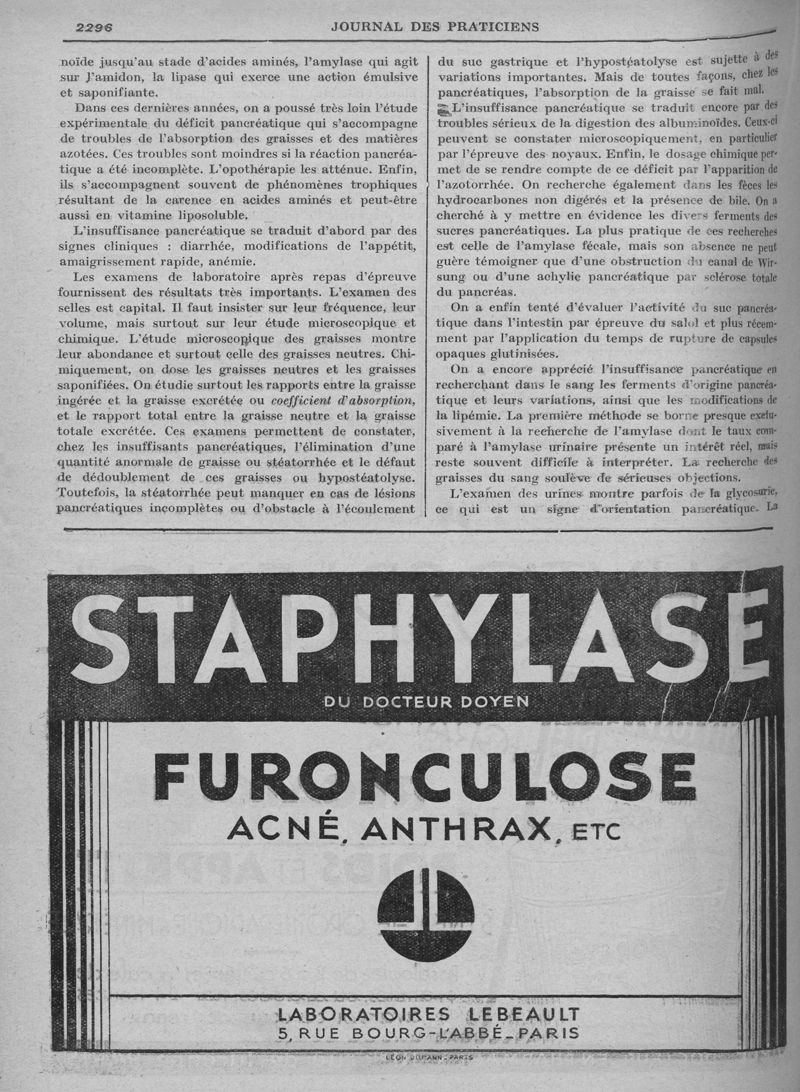 2296
JOURNAL DES PRATICIENS
noïde jusqu'au stade d'acides aminés, l'amylase qui agit
sur l'amidon, la lipase qui exerce une action émulsive
et saponifiante.
Dans ces dernières années, on a poussé très loin l'étude
expérimentale du déficit pancréatique qui s'accompagne
de troubles de l'absorption des graisses et des matières
azotées. Ces troubles sont moindres si la réaction pancréa-
tique a été incomplète. L'opothérapie les atténue. Enfin,
ils s'accompagnent souvent de phénomènes trophiques
résultant de la carence en acides aminés et peut-être
aussi en vitamine liposoluble.
L'insuffisance pancréatique se traduit d'abord par des
signes cliniques : diarrhée, modifications de l'appétit,
amaigrissement rapide, anémie.
Les examens de laboratoire après repas d'épreuve
fournissent des résultats très importants. L'examen des
selles est capital. Il faut insister sur leur fréquence, leur
volume, mais surtout sur leur étude microscopique et
chimique. L'étude microscopique des graisses montre
leur abondance et surtout celle des graisses neutres. Chi-
miquement, on dose les graisses neutres et les graisses
saponifiées. On étudie surtout les rapports entre la graisse
ingérée et la graisse excrétée ou coefficient d'absorption,
et le rapport total entre la graisse neutre et la graisse
totale excrétée. Ces examens permettent de constater,
chez les insuffisants pancréatiques, l'élimination d'une
quantité anormale de graisse ou stéatorrhée et le défaut
de dédoublement de ces graisses ou hypostéatolyse.
Toutefois, la stéatorrhée peut manquer en cas de lésions
pancréatiques incomplètes ou d'obstacle à l'écoulement
du suc gastrique et l'hypostéatolyse est sujette à des
variations importantes. Mais de toutes façons, chez les
pancréatiques, l'absorption de la graisse se fait mal.
L'insuffisance pancréatique se traduit encore par des
troubles sérieux de la digestion des albuminoïdes. Ceux-ci
peuvent se constater microscopiquement, en particulier
par l'épreuve des noyaux. Enfin, le dosage chimique per-
met de se rendre compte de ce déficit par l'apparition de
l'azotorrhée. On recherche également dans les fèces les
hydrocarbones non digérés et la présence de bile. On a
cherché à y mettre en évidence les divers ferments des
sucres pancréatiques. La plus pratique de ces recherches
est celle de l'amylase fécale, mais son absence ne peut
guère témoigner que d'une obstruction du canal de Wir-
sung ou d'une achylie pancréatique par sclérose totale
du pancréas.
On a enfin tenté d'évaluer l'activité du suc pancréa-
tique dans l'intestin par épreuve du salol et plus récem-
ment par l'application du temps de rupture de capsules
opaques glutinisées.
On a encore apprécié l'insuffisance pancréatique en
recherchant dans le sang les ferments d'origine pancréa-
tique et leurs variations, ainsi que les modifications de
la lipémie. La première méthode se borne presque exclu-
sivement à la recherche de l'amylase dont le taux com-
paré à l'amylase urinaire présente un intérêt réel, mais
reste souvent difficile à interpréter. La recherche des
graisses du sang soulève de sérieuses objections.
L'examen des urines montre parfois de la glycosurie,
ce qui est un signe d'orientation pancréatique. La
STAPHYLASE
DU DOCTEUR DOYEN
FURONCULOSE
ACNÉ, ANTHRAX, ETC
LABORATOIRES LEBEAULT
5, RUE BOURG-L'ABBÉ_PARIS
LÉON ULLMANN - PARIS